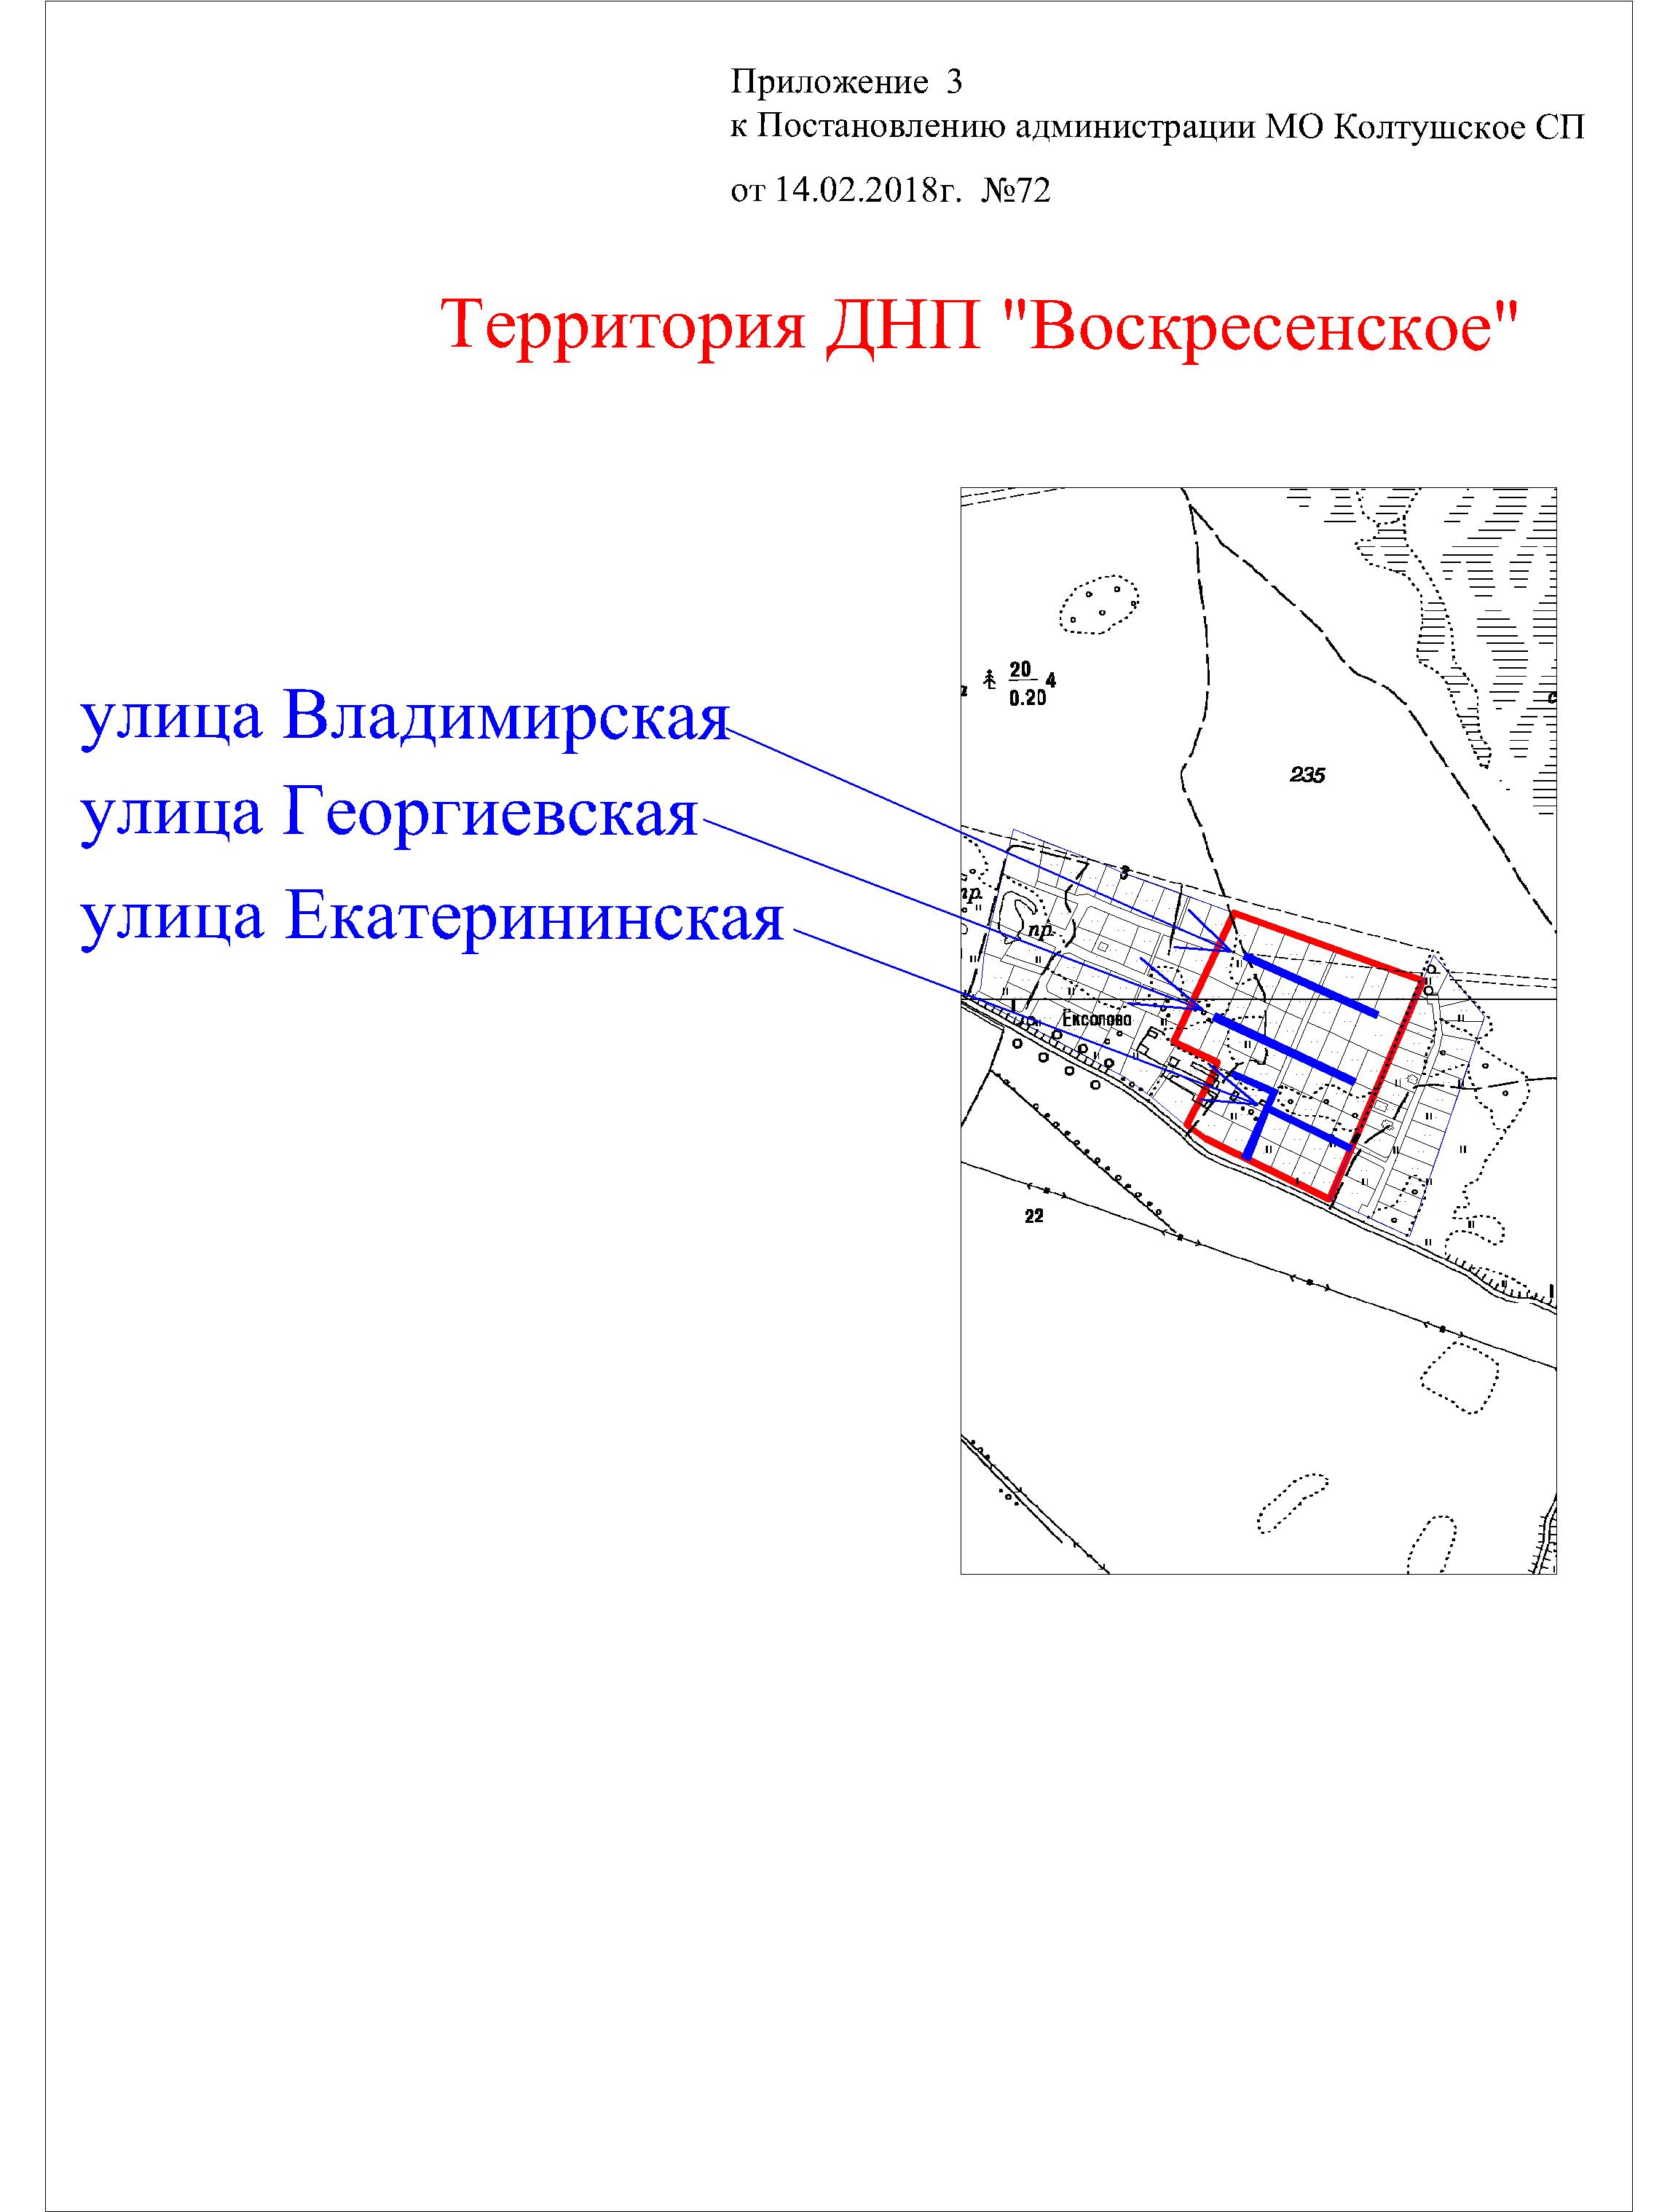 Приложение 3
к Постановлению администрации МО Колтушское СП
от 14.02.2018г. №72
Территория ДНП "Воскресенское"
20
4
0.20
235
улица Владимирская
улица Георгиевская
улица Екатерининская
3
пр.
пр.
Ексолово
22